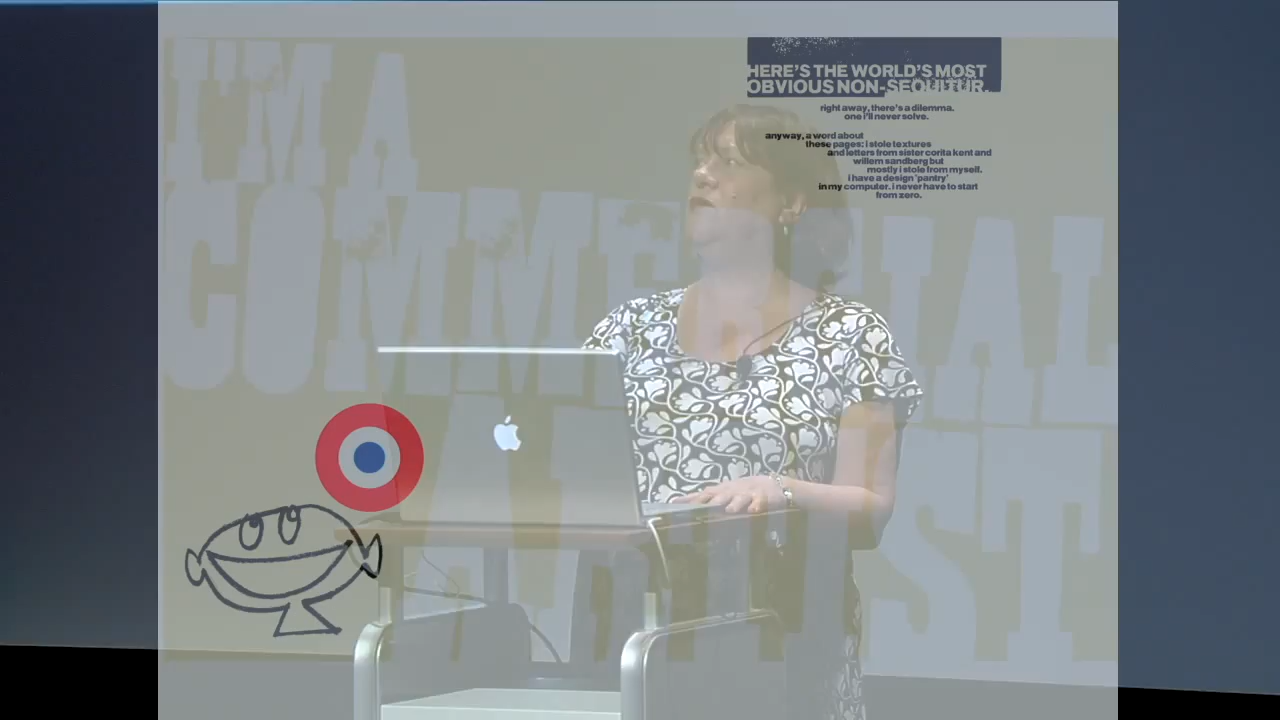 I'M A
COMMERCIAL
ARTIST
HERE'S THE WORLD'S MOST
OBVIOUS NON-SEQUITUR.
right away, there's a dilemma.
one i'll never solve.
anyway, a word about
these pages: i stole textures
and letters from sister corita kent and
willem sandberg but
mostly i stole from myself.
i have a design 'pantry'
in my computer. i never have to start
from zero.